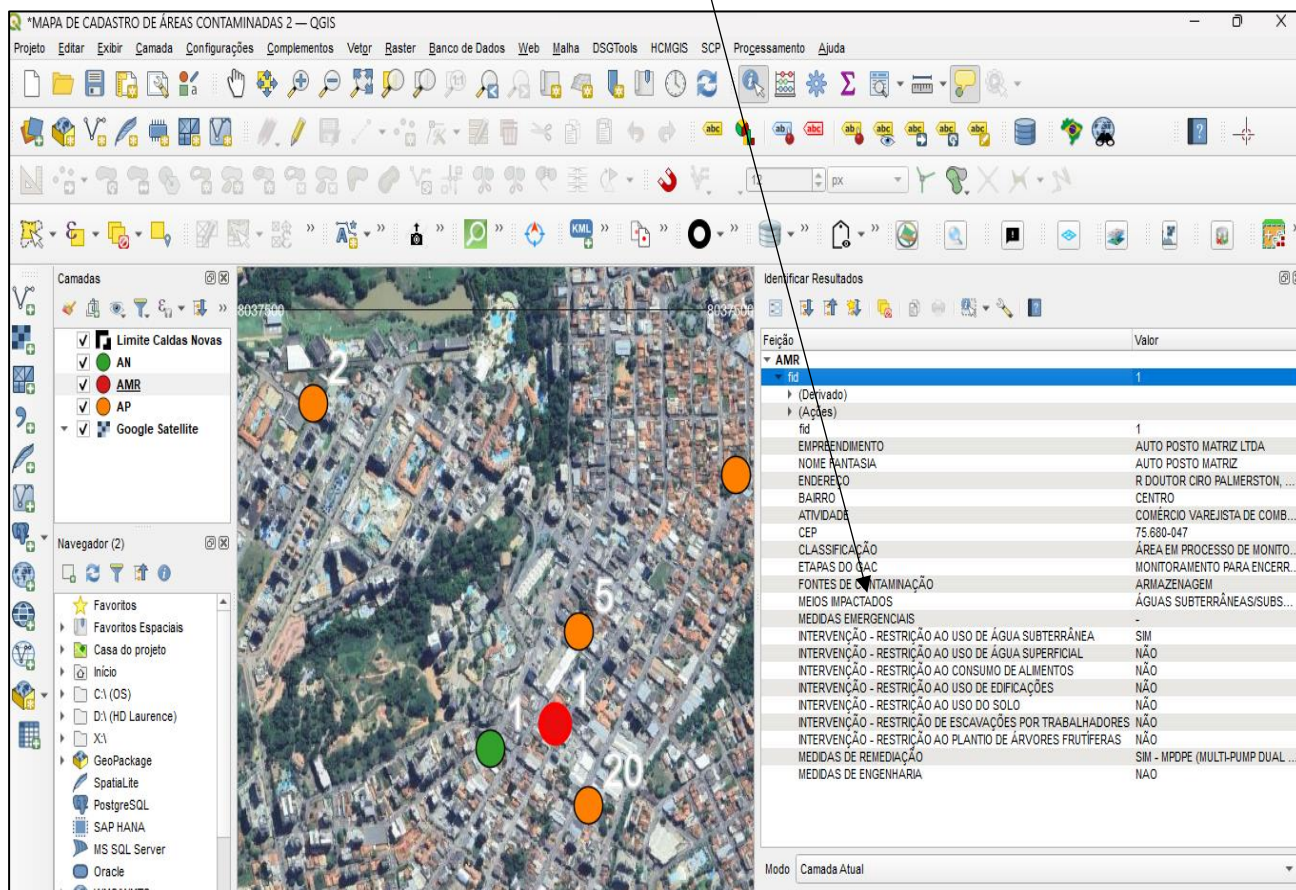 *MAPA DE CADASTRO DE ÁREAS CONTAMINADAS 2 — QGIS
Projeto Editar Exibir Camada Configurações Complementos Vetor Raster Banco de Dados Web Malha DSGTools HCMGIS SCP Processamento Ajuda
12 px
KML
Camadas
Limite Caldas Novas
AN
AMR
AP
Google Satellite
Navegador (2)
Favoritos
Favoritos Espaciais
Casa do projeto
Início
C:\ (OS)
D:\ (HD Laurence)
X:\
GeoPackage
SpatiaLite
PostgreSQL
SAP HANA
MS SQL Server
Oracle
8037500 8037500
2
5
1
1
20
Identificar Resultados
Feição Valor
AMR
fid 1
(Derivado)
(Ações)
fid 1
EMPREENDIMENTO AUTO POSTO MATRIZ LTDA
NOME FANTASIA AUTO POSTO MATRIZ
ENDEREÇO R DOUTOR CIRO PALMERSTON, ...
BAIRRO CENTRO
ATIVIDADE COMÉRCIO VAREJISTA DE COMB...
CEP 75.680-047
CLASSIFICAÇÃO ÁREA EM PROCESSO DE MONITO...
ETAPAS DO GAC MONITORAMENTO PARA ENCERR...
FONTES DE CONTAMINAÇÃO ARMAZENAGEM
MEIOS IMPACTADOS ÁGUAS SUBTERRÂNEAS/SUBS...
MEDIDAS EMERGENCIAIS -
INTERVENÇÃO - RESTRIÇÃO AO USO DE ÁGUA SUBTERRÂNEA SIM
INTERVENÇÃO - RESTRIÇÃO AO USO DE ÁGUA SUPERFICIAL NÃO
INTERVENÇÃO - RESTRIÇÃO AO CONSUMO DE ALIMENTOS NÃO
INTERVENÇÃO - RESTRIÇÃO AO USO DE EDIFICAÇÕES NÃO
INTERVENÇÃO - RESTRIÇÃO AO USO DO SOLO NÃO
INTERVENÇÃO - RESTRIÇÃO DE ESCAVAÇÕES POR TRABALHADORES NÃO
INTERVENÇÃO - RESTRIÇÃO AO PLANTIO DE ÁRVORES FRUTÍFERAS NÃO
MEDIDAS DE REMEDIAÇÃO SIM - MPDPE (MULTI-PUMP DUAL ...
MEDIDAS DE ENGENHARIA NAO
Modo Camada Atual